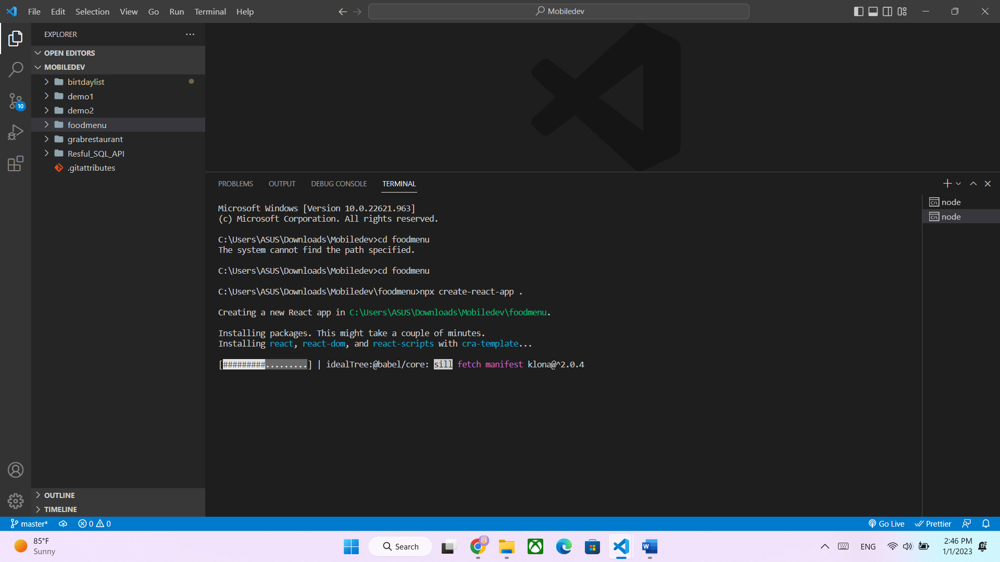 File Edit Selection View Go Run Terminal Help
Mobiledev
EXPLORER
OPEN EDITORS
MOBILEDEV
birtdaylist
demo1
demo2
foodmenu
grabrestaurant
Resful_SQL_API
.gitattributes
10
OUTLINE
TIMELINE
PROBLEMS OUTPUT DEBUG CONSOLE TERMINAL
Microsoft Windows [Version 10.0.22621.963]
(c) Microsoft Corporation. All rights reserved.
C:\Users\ASUS\Downloads\Mobiledev>cd foodmenu
The system cannot find the path specified.
C:\Users\ASUS\Downloads\Mobiledev>cd foodmenu
C:\Users\ASUS\Downloads\Mobiledev\foodmenu>npx create-react-app .
Creating a new React app in C:\Users\ASUS\Downloads\Mobiledev\foodmenu.
Installing packages. This might take a couple of minutes.
Installing react, react-dom, and react-scripts with cra-template...
[#########.........] | idealTree:@babel/core: sill fetch manifest klona@^2.0.4
node
node
master* 0 0 Go Live Prettier
85°F
Sunny
Search
ENG
2:46 PM
1/1/2023